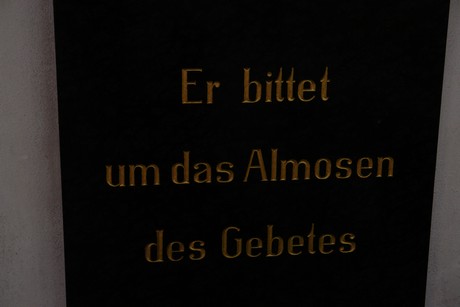 Er bittet
um das Almosen
des Gebetes